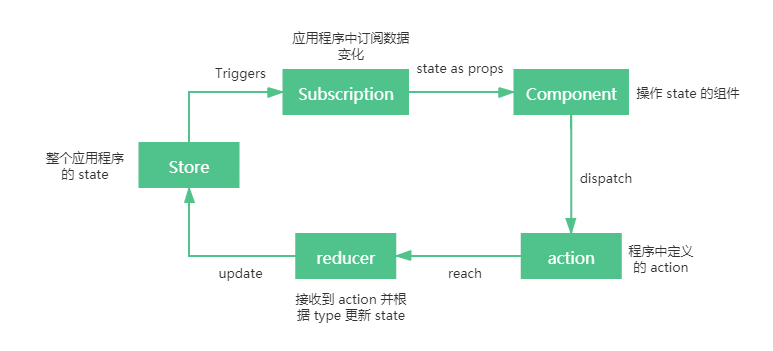 应用程序中订阅数据
变化
Triggers
Subscription
state as props
Component
操作 state 的组件
整个应用程序
的 state
Store
dispatch
update
reducer
reach
action
程序中定义
的 action
接收到 action 并根
据 type 更新 state